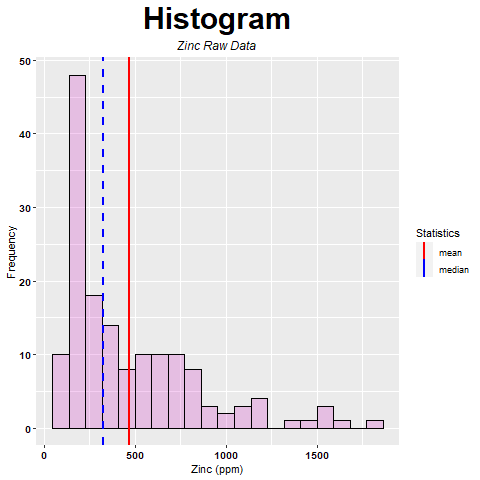 Histogram
Zinc Raw Data
50
40
30
20
10
0
Frequency
0 500 1000 1500
Zinc (ppm)
Statistics
mean
median